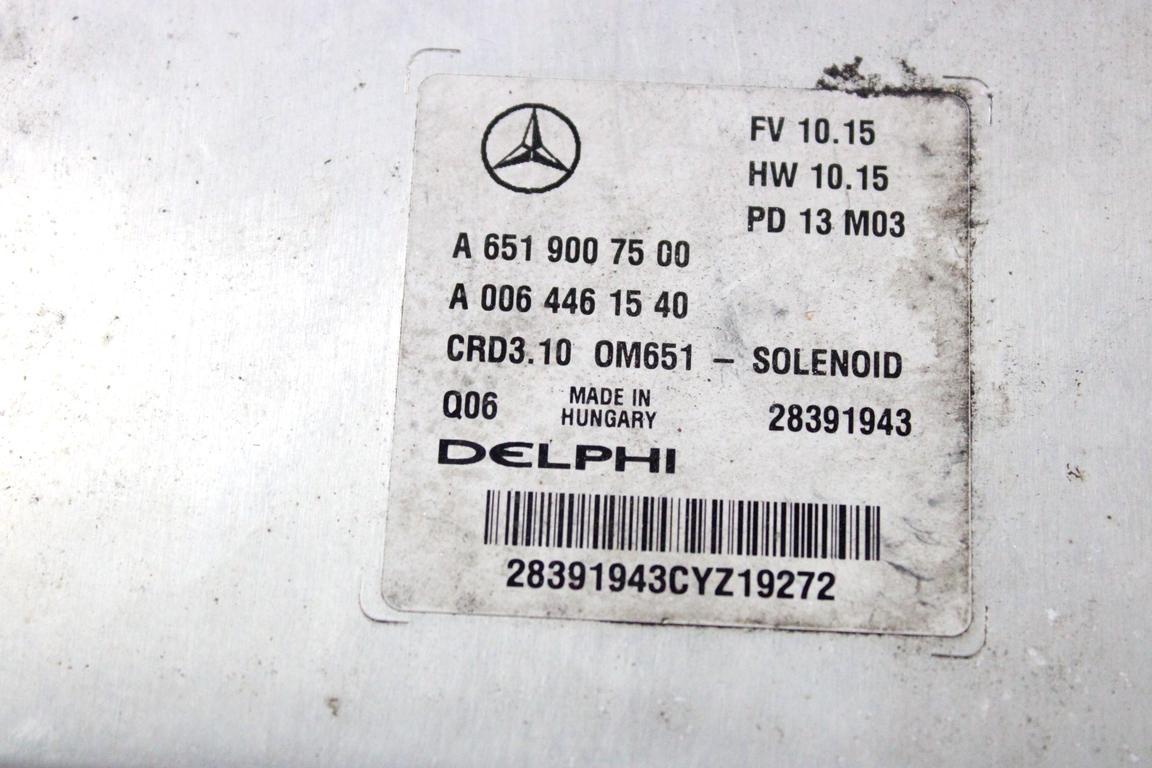 FV 10.15
HW 10.15
PD 13 M03
A 651 900 75 00
A 006 446 15 40
CRD3.10 OM651 – SOLENOID
Q06 MADE IN HUNGARY 28391943
DELPHI
28391943CYZ19272